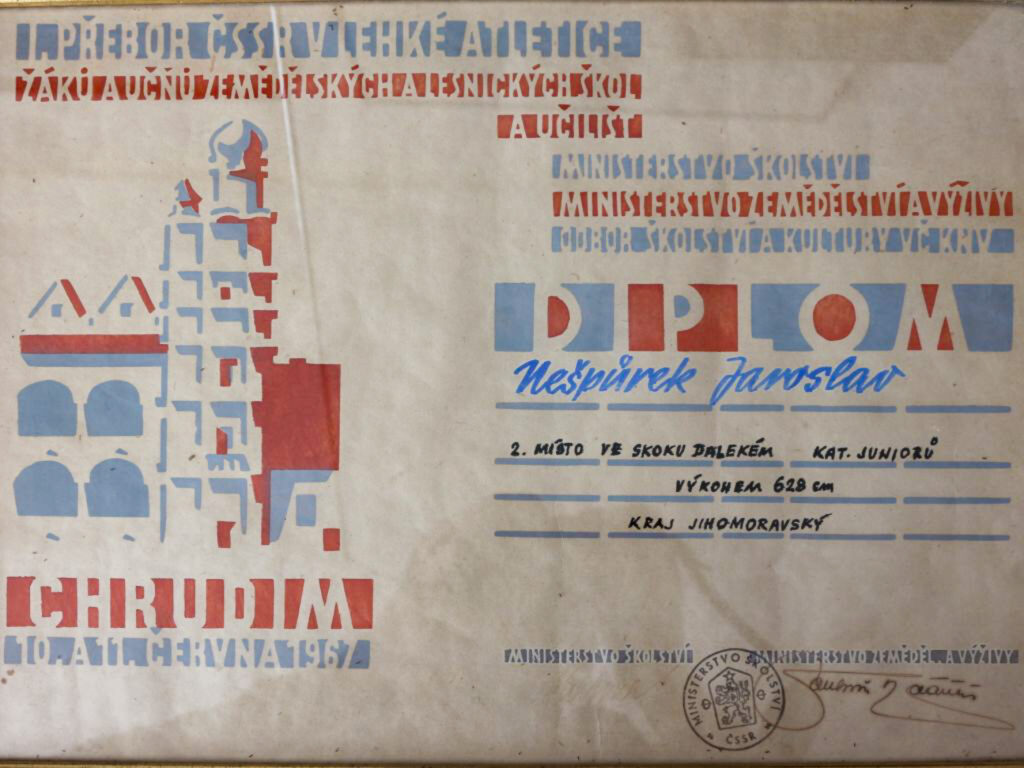 I. PŘEBOR ČSSR V LEHKÉ ATLETICE
ŽÁKŮ A UČŇŮ ZEMĚDĚLSKÝCH A LESNICKÝCH ŠKOL
A UČILIŠŤ
MINISTERSTVO ŠKOLSTVÍ
MINISTERSTVO ZEMĚDĚLSTVÍ A VÝŽIVY
ODBOR ŠKOLSTVÍ A KULTURY VČ KNV
DIPLOM
Nešpůrek Jaroslav
2. MÍSTO VE SKOKU DALEKÉM KAT. JUNIORŮ
VÝKONEM 628 cm
KRAJ JIHOMORAVSKÝ
CHRUDIM
10. A 11. ČERVNA 1967
MINISTERSTVO ŠKOLSTVÍ
MINISTERSTVO ZEMĚDĚL. A VÝŽIVY
MINISTERSTVO ŠKOLSTVÍ
ČSSR